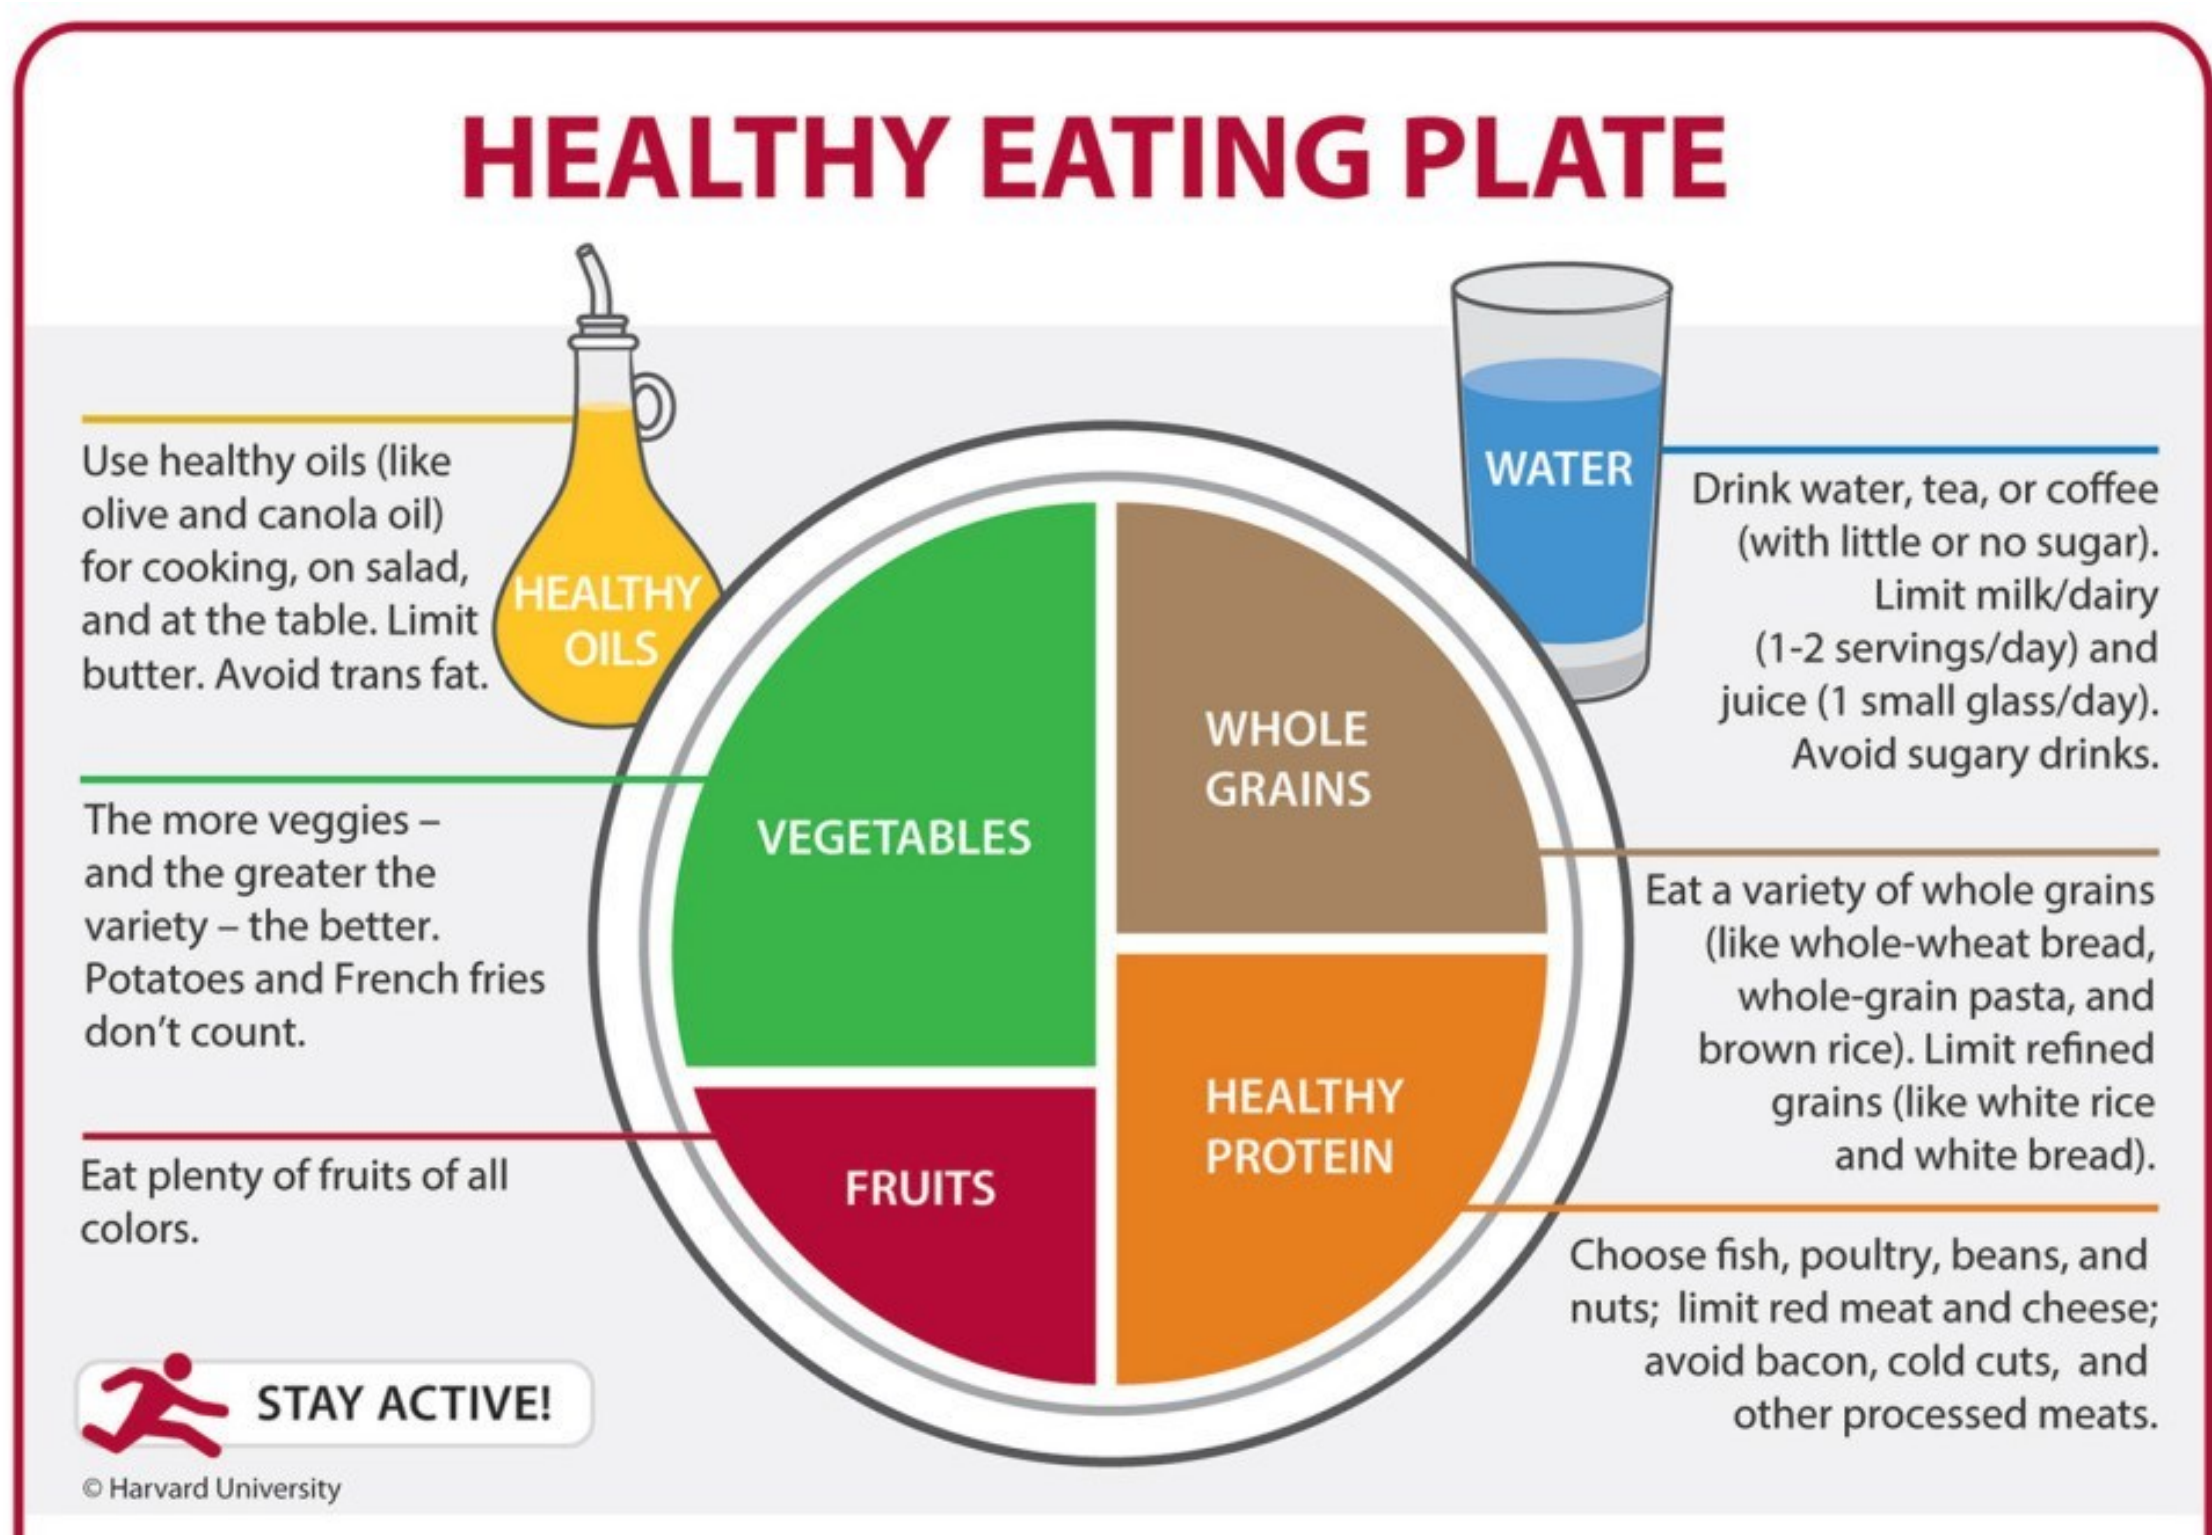 HEALTHY EATING PLATE
Use healthy oils (like
olive and canola oil)
for cooking, on salad,
and at the table. Limit
butter. Avoid trans fat.
HEALTHY
OILS
The more veggies –
and the greater the
variety – the better.
Potatoes and French fries
don't count.
Eat plenty of fruits of all
colors.
VEGETABLES
FRUITS
WHOLE
GRAINS
HEALTHY
PROTEIN
WATER
Drink water, tea, or coffee
(with little or no sugar).
Limit milk/dairy
(1-2 servings/day) and
juice (1 small glass/day).
Avoid sugary drinks.
Eat a variety of whole grains
(like whole-wheat bread,
whole-grain pasta, and
brown rice). Limit refined
grains (like white rice
and white bread).
Choose fish, poultry, beans, and
nuts; limit red meat and cheese;
avoid bacon, cold cuts, and
other processed meats.
STAY ACTIVE!
© Harvard University